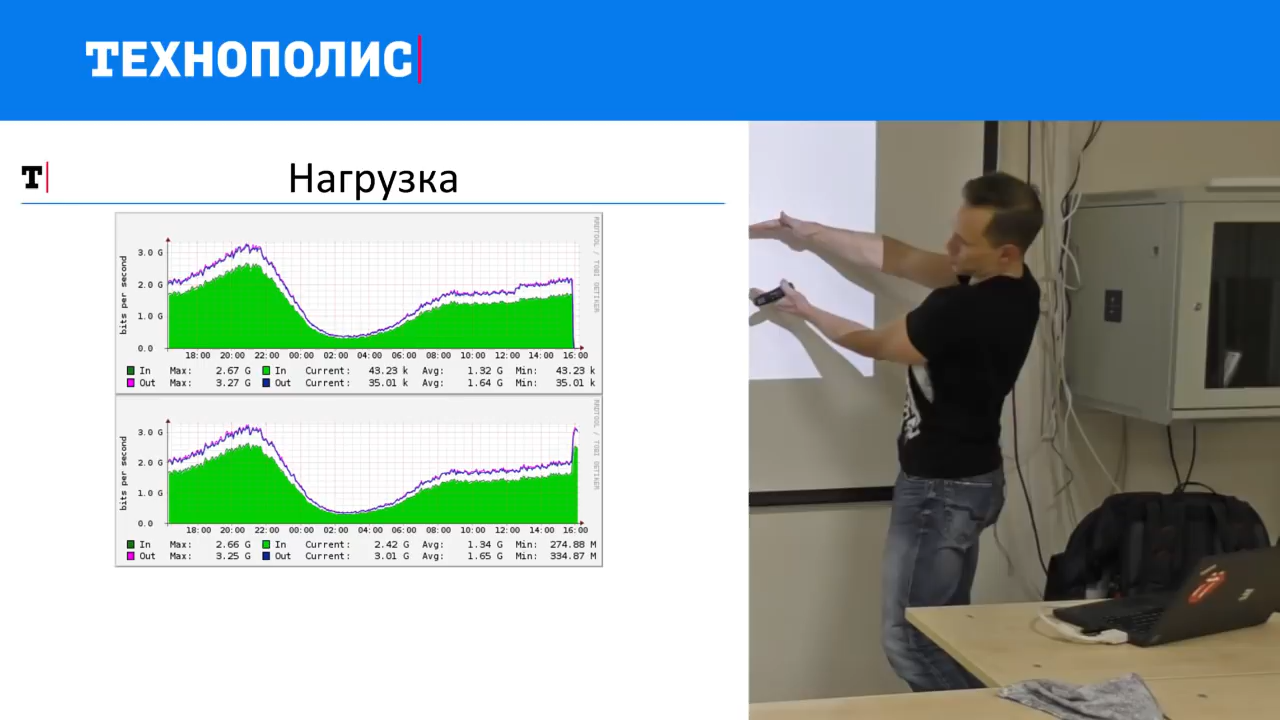 ТЕХНОПОЛИС
Т
Нагрузка
RRDTOOL / TOBI OETIKER
bits per second
3.0 G
2.0 G
1.0 G
0.0
18:00 20:00 22:00 00:00 02:00 04:00 06:00 08:00 10:00 12:00 14:00 16:00
In Max: 2.67 G In Current: 43.23 k Avg: 1.32 G Min: 43.23 k
Out Max: 3.27 G Out Current: 35.01 k Avg: 1.64 G Min: 35.01 k
RRDTOOL / TOBI OETIKER
bits per second
3.0 G
2.0 G
1.0 G
0.0
18:00 20:00 22:00 00:00 02:00 04:00 06:00 08:00 10:00 12:00 14:00 16:00
In Max: 2.66 G In Current: 2.42 G Avg: 1.34 G Min: 274.88 M
Out Max: 3.25 G Out Current: 3.01 G Avg: 1.65 G Min: 334.87 M